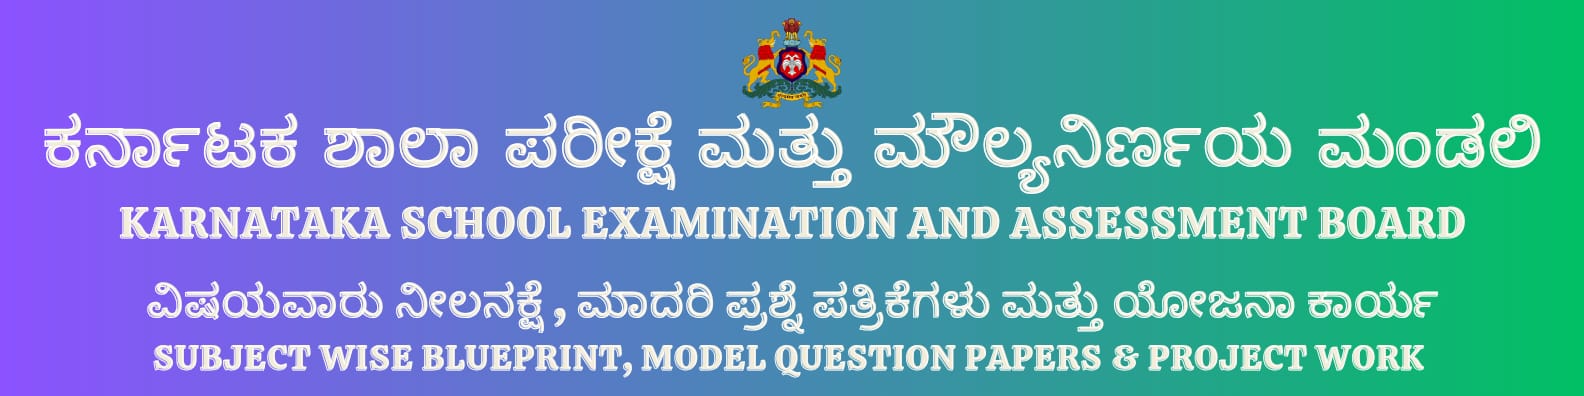 ಕರ್ನಾಟಕ ಶಾಲಾ ಪರೀಕ್ಷೆ ಮತ್ತು ಮೌಲ್ಯನಿರ್ಣಯ ಮಂಡಲಿ
KARNATAKA SCHOOL EXAMINATION AND ASSESSMENT BOARD
ವಿಷಯವಾರು ನೀಲನಕ್ಷೆ , ಮಾದರಿ ಪ್ರಶ್ನೆ ಪತ್ರಿಕೆಗಳು ಮತ್ತು ಯೋಜನಾ ಕಾರ್ಯ
SUBJECT WISE BLUEPRINT, MODEL QUESTION PAPERS & PROJECT WORK